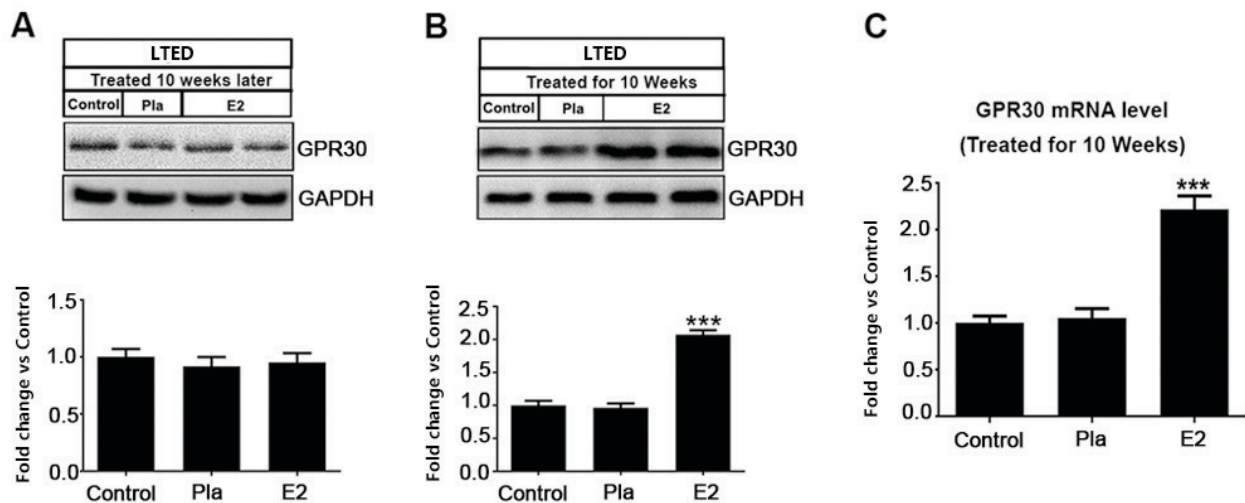 A
LTED
Treated 10 weeks later
Control Pla E2
GPR30
GAPDH
Fold change vs Control
1.5
1.0
0.5
0.0
Control Pla E2
B
LTED
Treated for 10 Weeks
Control Pla E2
GPR30
GAPDH
Fold change vs Control
2.5
2.0
1.5
1.0
0.5
0.0
***
Control Pla E2
C
GPR30 mRNA level
(Treated for 10 Weeks)
Fold change vs Control
2.5
2.0
1.5
1.0
0.5
0.0
***
Control Pla E2